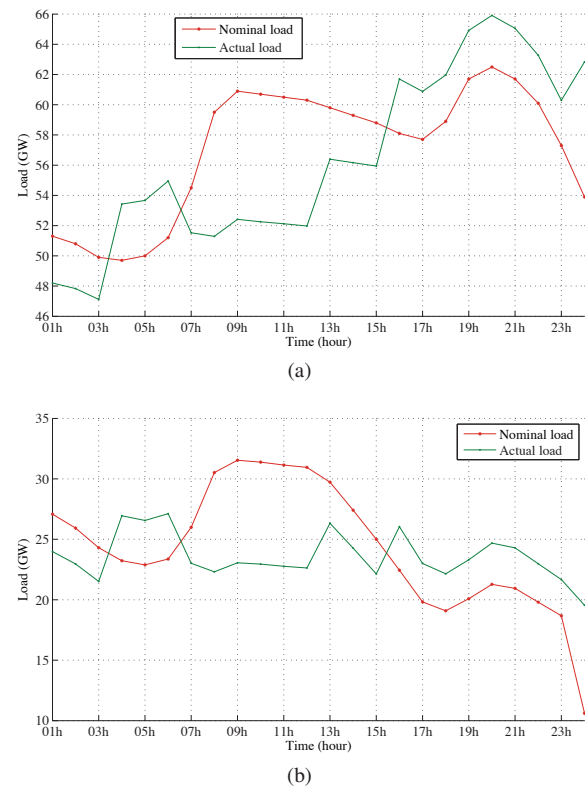 66
64
62
60
58
56
54
52
50
48
46
Load (GW)
Nominal load
Actual load
01h 03h 05h 07h 09h 11h 13h 15h 17h 19h 21h 23h
Time (hour)
(a)
35
30
25
20
15
10
Load (GW)
Nominal load
Actual load
01h 03h 05h 07h 09h 11h 13h 15h 17h 19h 21h 23h
Time (hour)
(b)